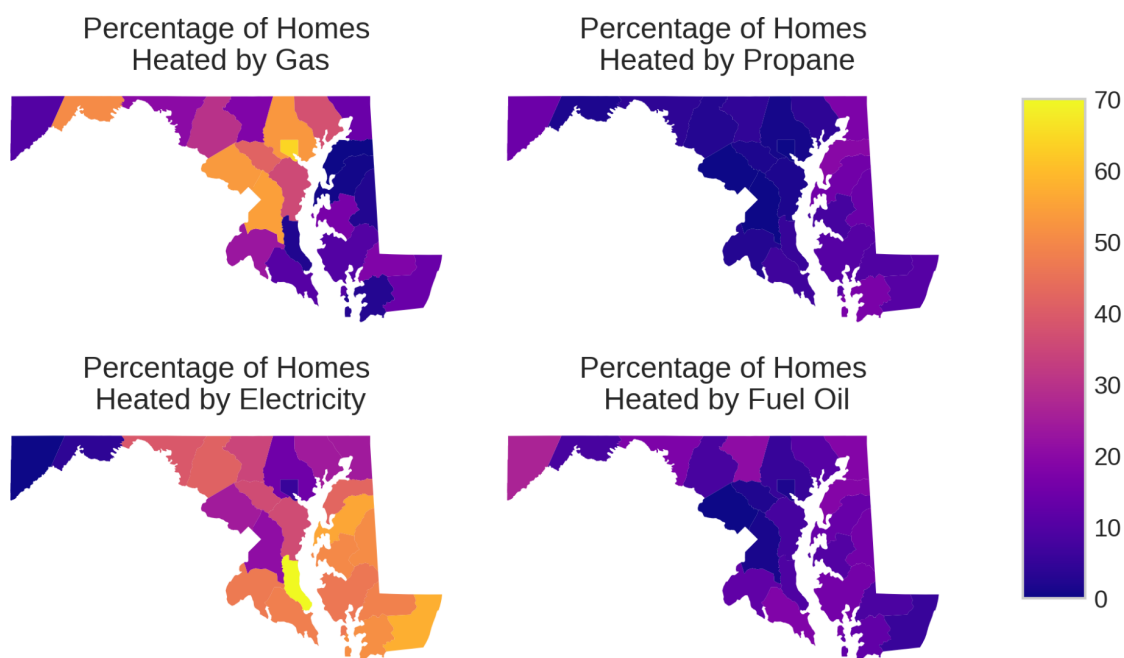 Percentage of Homes
Heated by Gas
Percentage of Homes
Heated by Propane
70
60
50
40
30
20
10
0
Percentage of Homes
Heated by Electricity
Percentage of Homes
Heated by Fuel Oil